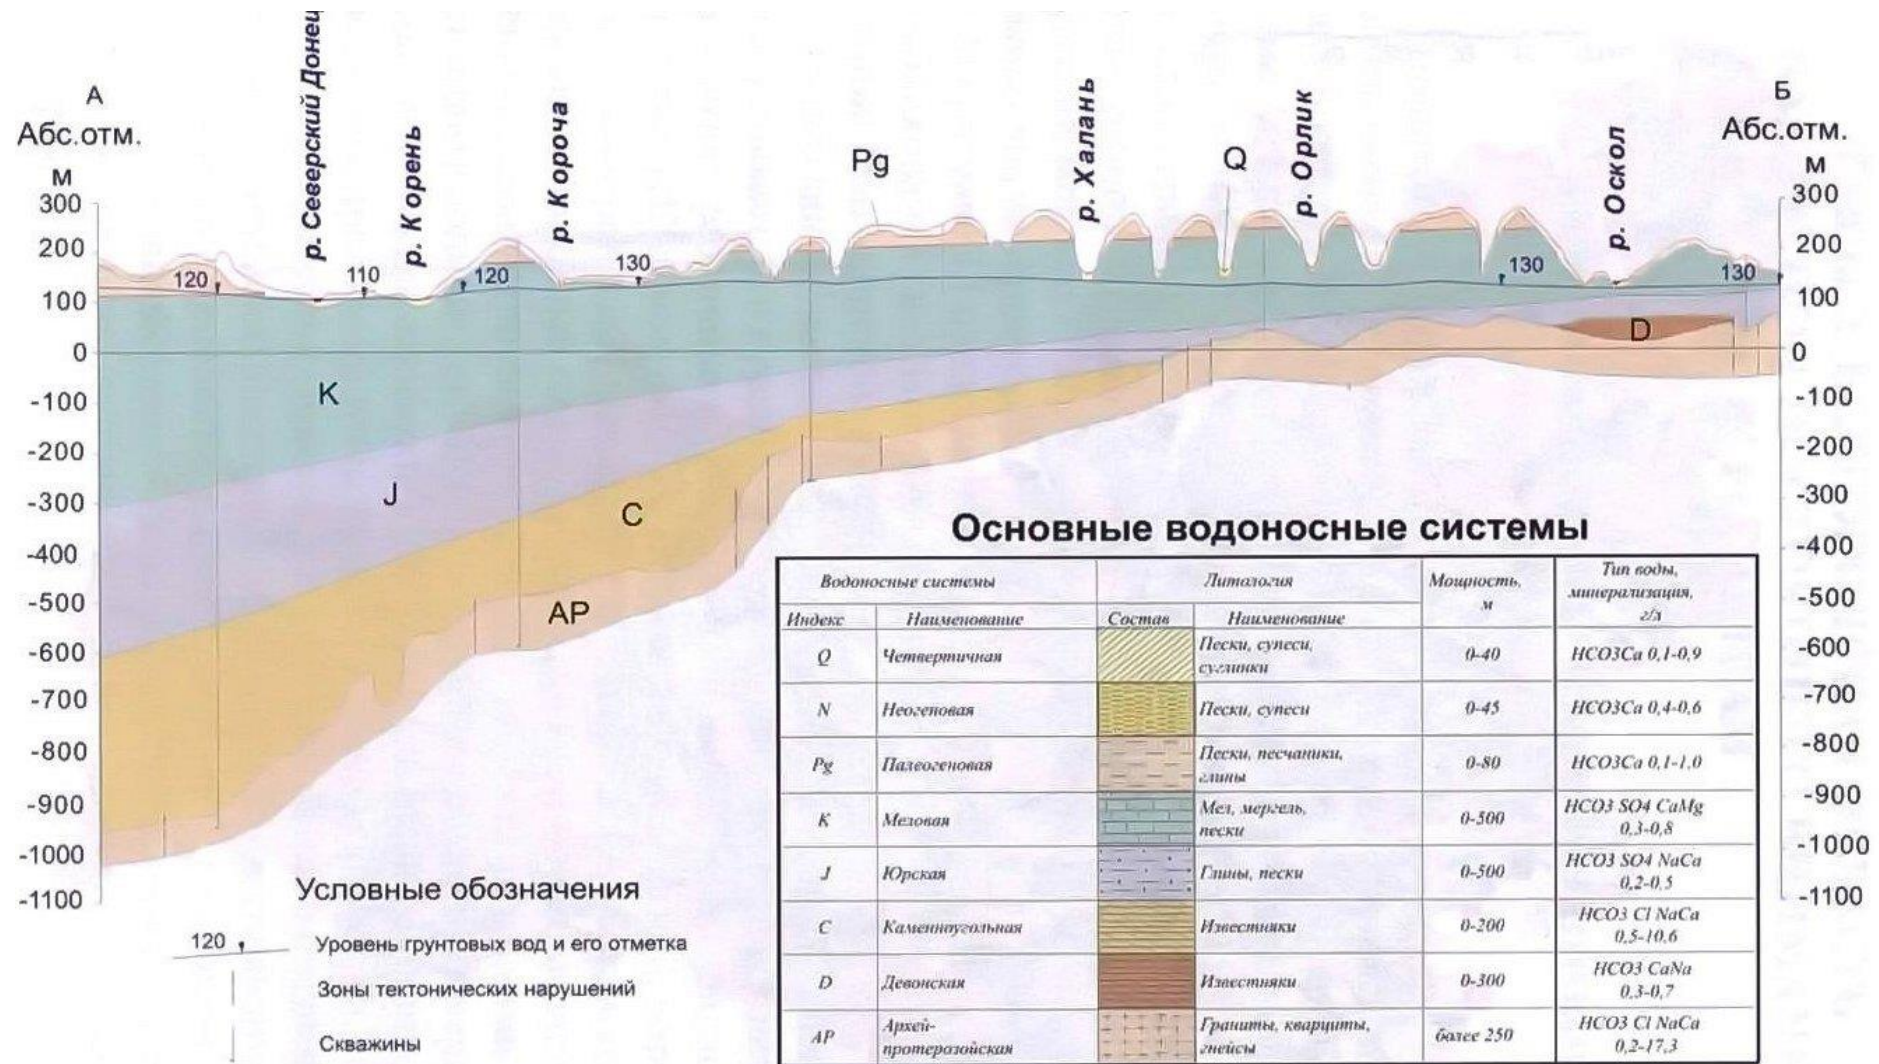 А
Абс.отм.
м
р. Северский Донец
р. Корень
р. Короча
Pg
р. Халань
Q
р. Орлик
р. Оскол
Б
Абс.отм.
м
300
200
100
0
-100
-200
-300
-400
-500
-600
-700
-800
-900
-1000
-1100
120
110
120
130
130
130
K
J
C
AP
D
300
200
100
0
-100
-200
-300
-400
-500
-600
-700
-800
-900
-1000
-1100
Условные обозначения
120 Уровень грунтовых вод и его отметка
Зоны тектонических нарушений
Скважины
Основные водоносные системы
Водоносные системы Литология Мощность, м Тип воды, минерализация, г/л
Индекс Наименование Состав Наименование
Q Четвертичная Пески, супеси, суглинки 0-40 HCO3Ca 0,1-0,9
N Неогеновая Пески, супеси 0-45 HCO3Ca 0,4-0,6
Pg Палеогеновая Пески, песчаники, глины 0-80 HCO3Ca 0,1-1,0
K Меловая Мел, мергель, пески 0-500 HCO3 SO4 CaMg 0,3-0,8
J Юрская Глины, пески 0-500 HCO3 SO4 NaCa 0,2-0,5
C Каменноугольная Известняки 0-200 HCO3 Cl NaCa 0,5-10,6
D Девонская Известняки 0-300 HCO3 CaNa 0,3-0,7
AP Архей-протерозойская Граниты, кварциты, гнейсы более 250 HCO3 Cl NaCa 0,2-17,3